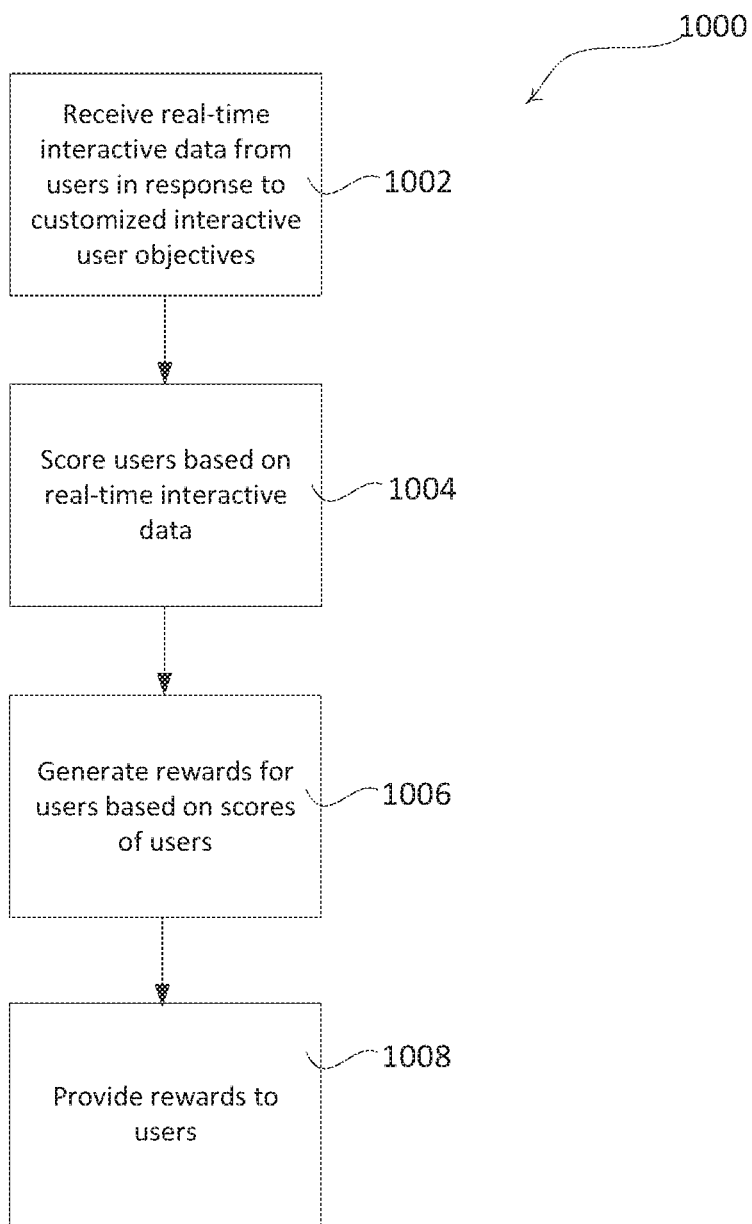 1000
Receive real-time
interactive data from
users in response to
customized interactive
user objectives
1002
Score users based on
real-time interactive
data
1004
Generate rewards for
users based on scores
of users
1006
Provide rewards to
users
1008